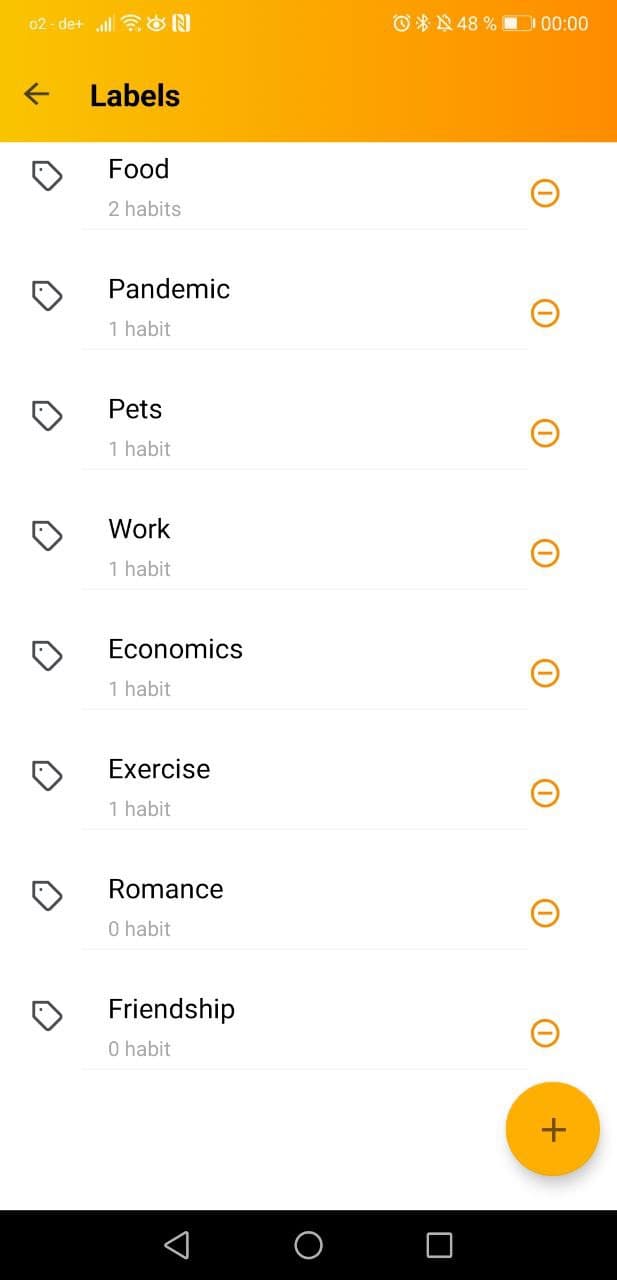 o2 - de+ 48 % 00:00
Labels
Food
2 habits
Pandemic
1 habit
Pets
1 habit
Work
1 habit
Economics
1 habit
Exercise
1 habit
Romance
0 habit
Friendship
0 habit